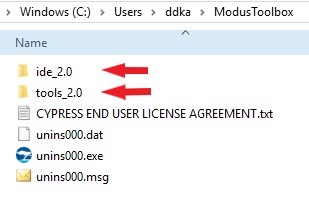 Windows (C:) > Users > ddka > ModusToolbox
Name
ide_2.0
tools_2.0
CYPRESS END USER LICENSE AGREEMENT.txt
unins000.dat
unins000.exe
unins000.msg